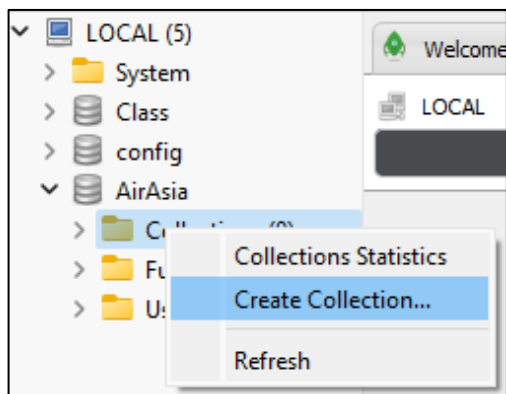 LOCAL (5)
System
Class
config
AirAsia
Collections Statistics
Create Collection...
Refresh
Welcome
LOCAL